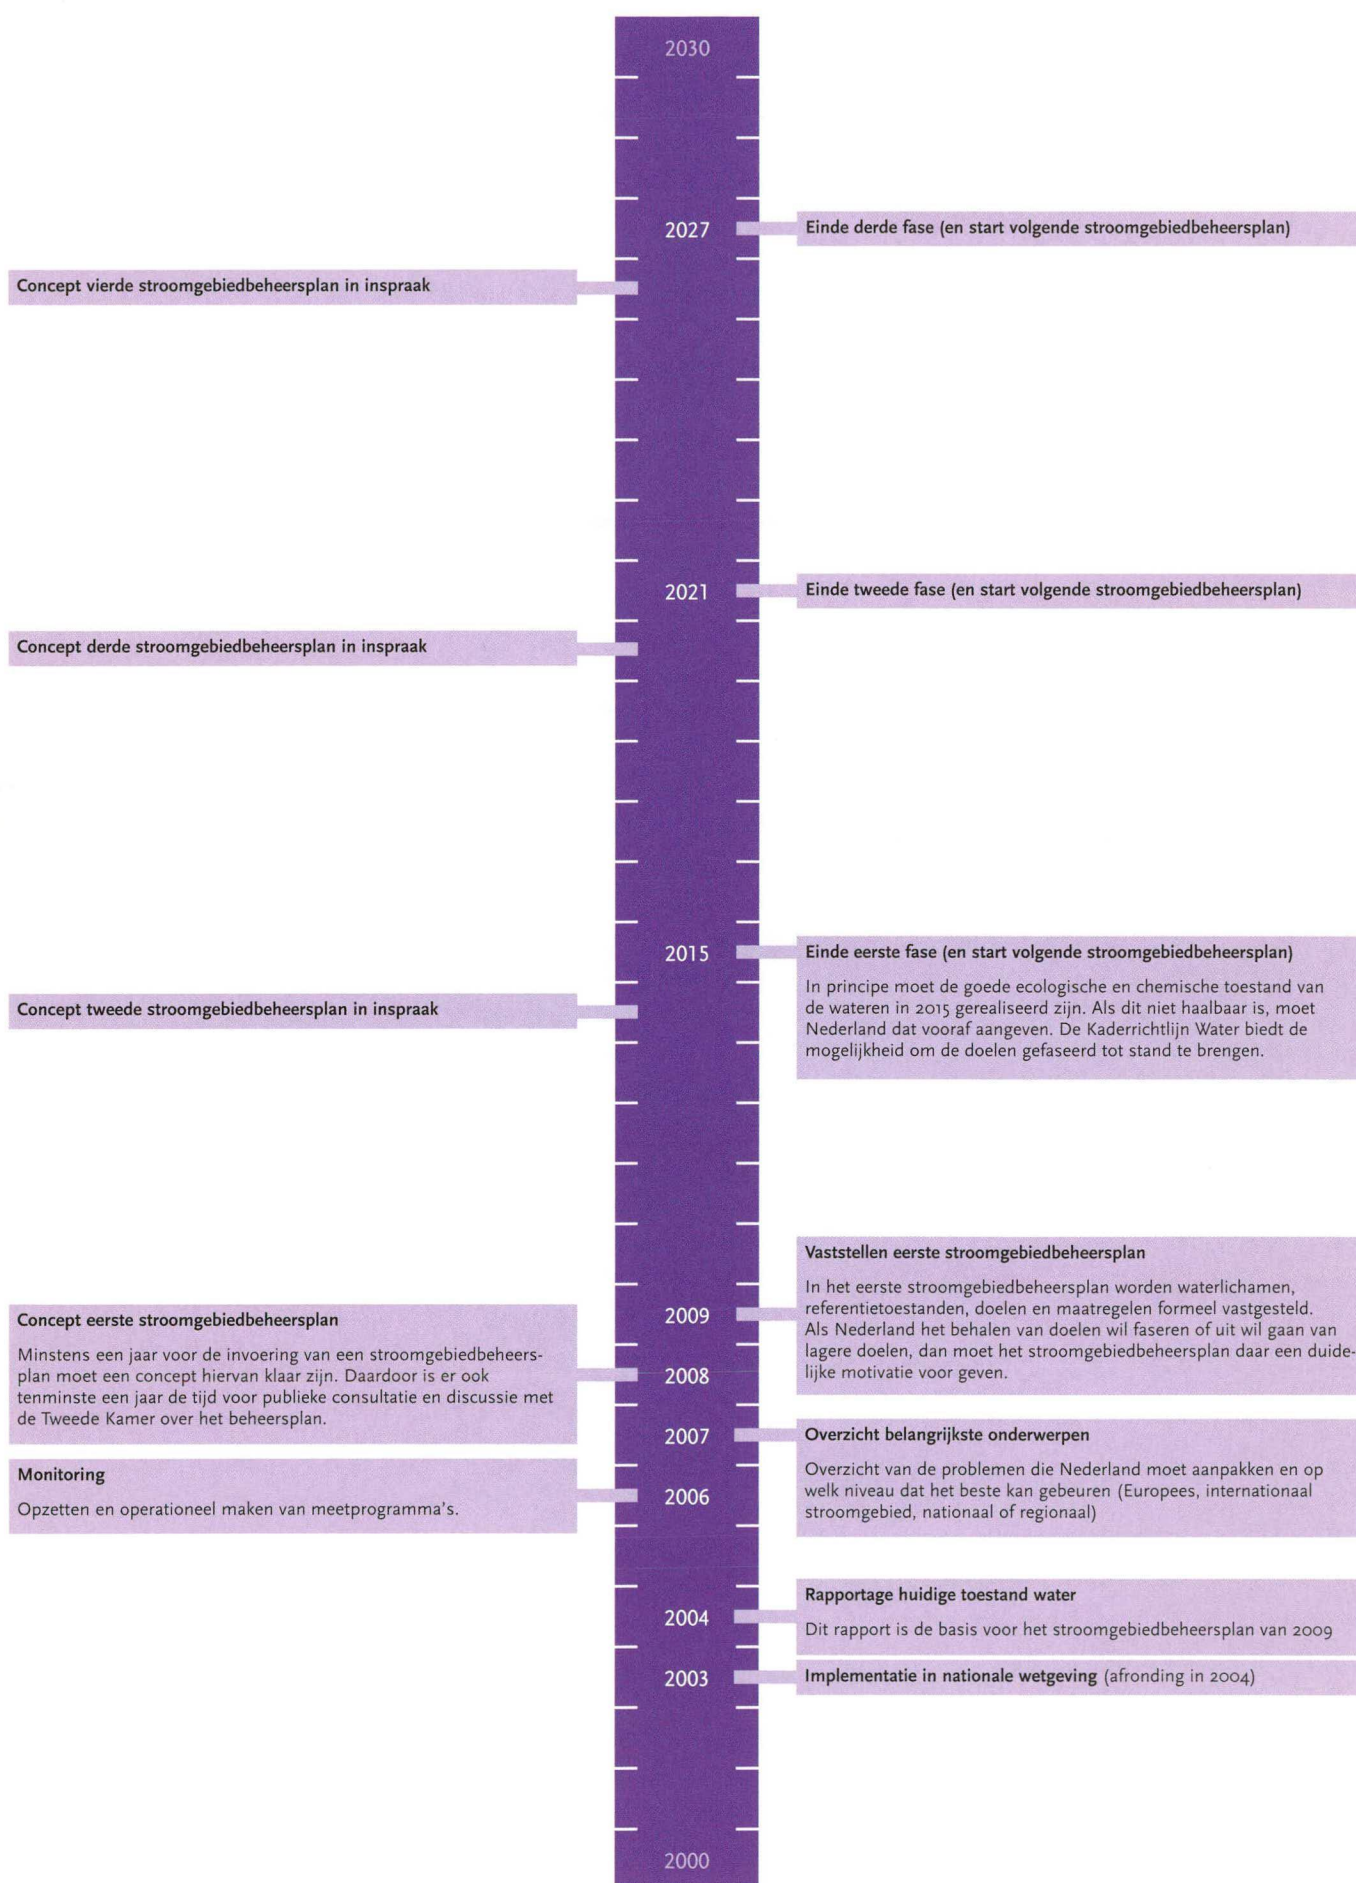 2030
2027
Einde derde fase (en start volgende stroomgebiedbeheersplan)
Concept vierde stroomgebiedbeheersplan in inspraak
2021
Einde tweede fase (en start volgende stroomgebiedbeheersplan)
Concept derde stroomgebiedbeheersplan in inspraak
2015
Einde eerste fase (en start volgende stroomgebiedbeheersplan)
In principe moet de goede ecologische en chemische toestand van
de wateren in 2015 gerealiseerd zijn. Als dit niet haalbaar is, moet
Nederland dat vooraf aangeven. De Kaderrichtlijn Water biedt de
mogelijkheid om de doelen gefaseerd tot stand te brengen.
Concept tweede stroomgebiedbeheersplan in inspraak
Vaststellen eerste stroomgebiedbeheersplan
In het eerste stroomgebiedbeheersplan worden waterlichamen,
referentietoestanden, doelen en maatregelen formeel vastgesteld.
Als Nederland het behalen van doelen wil faseren of uit wil gaan van
lagere doelen, dan moet het stroomgebiedbeheersplan daar een duide-
lijke motivatie voor geven.
2009
Concept eerste stroomgebiedbeheersplan
Minstens een jaar voor de invoering van een stroomgebiedbeheers-
plan moet een concept hiervan klaar zijn. Daardoor is er ook
tenminste een jaar de tijd voor publieke consultatie en discussie met
de Tweede Kamer over het beheersplan.
2008
2007
Overzicht belangrijkste onderwerpen
Overzicht van de problemen die Nederland moet aanpakken en op
welk niveau dat het beste kan gebeuren (Europees, internationaal
stroomgebied, nationaal of regionaal)
Monitoring
Opzetten en operationeel maken van meetprogramma's.
2006
Rapportage huidige toestand water
Dit rapport is de basis voor het stroomgebiedbeheersplan van 2009
2004
2003
Implementatie in nationale wetgeving (afronding in 2004)
2000